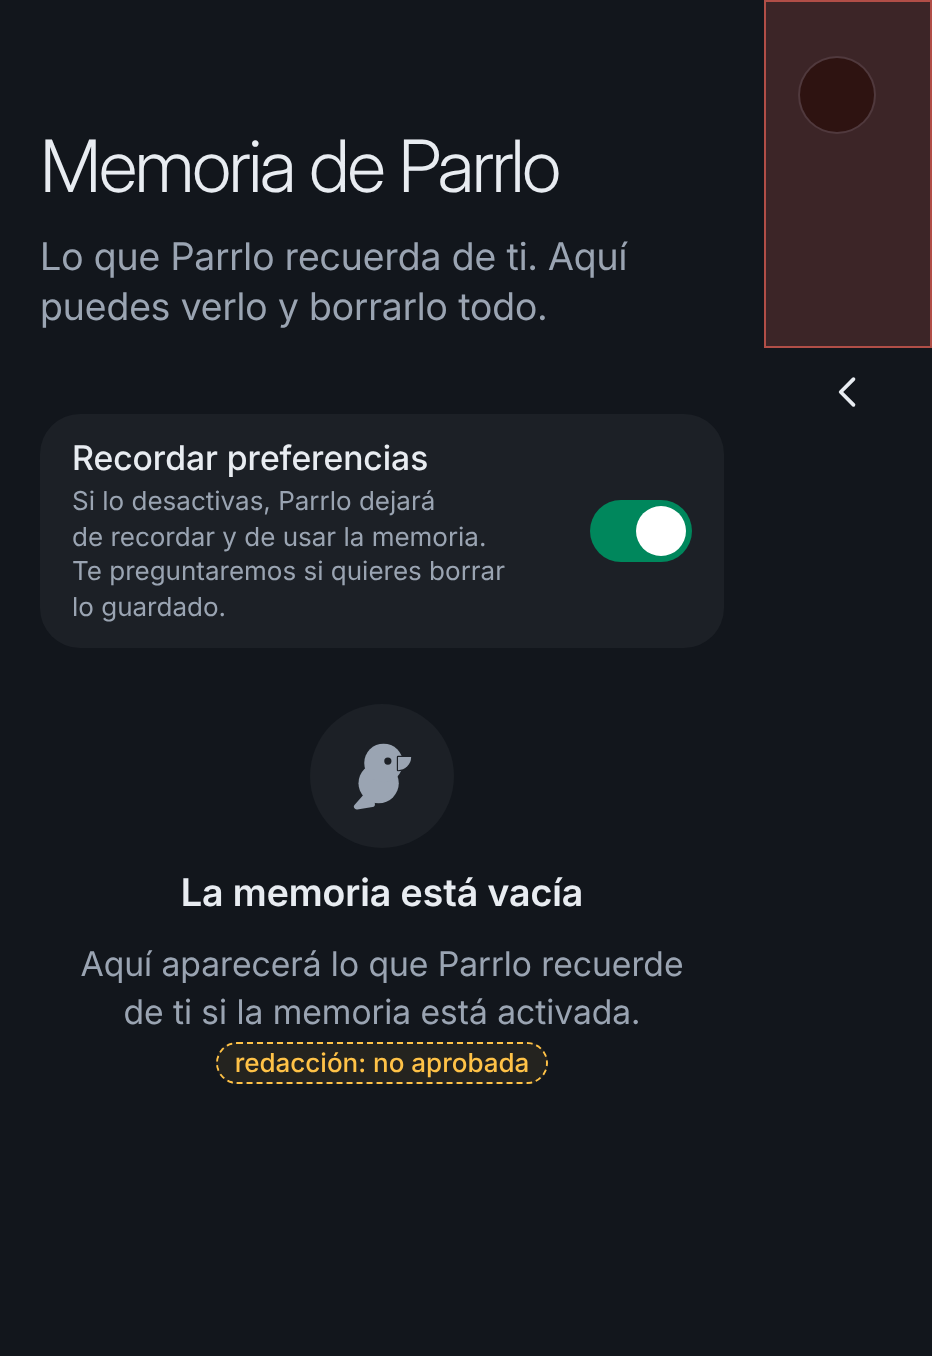 Memoria de Parrlo
Lo que Parrlo recuerda de ti. Aquí
puedes verlo y borrarlo todo.
Recordar preferencias
Si lo desactivas, Parrlo dejará
de recordar y de usar la memoria.
Te preguntaremos si quieres borrar
lo guardado.
La memoria está vacía
Aquí aparecerá lo que Parrlo recuerde
de ti si la memoria está activada.
redacción: no aprobada